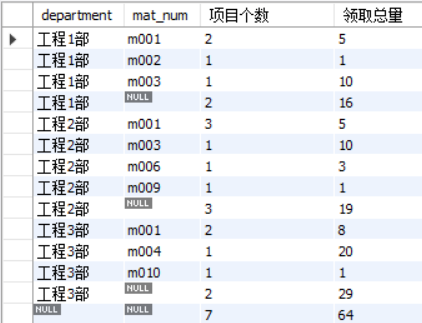 department mat_num 项目个数 领取总量
工程1部 m001 2 5
工程1部 m002 1 1
工程1部 m003 1 10
工程1部 NULL 2 16
工程2部 m001 3 5
工程2部 m003 1 10
工程2部 m006 1 3
工程2部 m009 1 1
工程2部 NULL 3 19
工程3部 m001 2 8
工程3部 m004 1 20
工程3部 m010 1 1
工程3部 NULL 2 29
NULL NULL 7 64